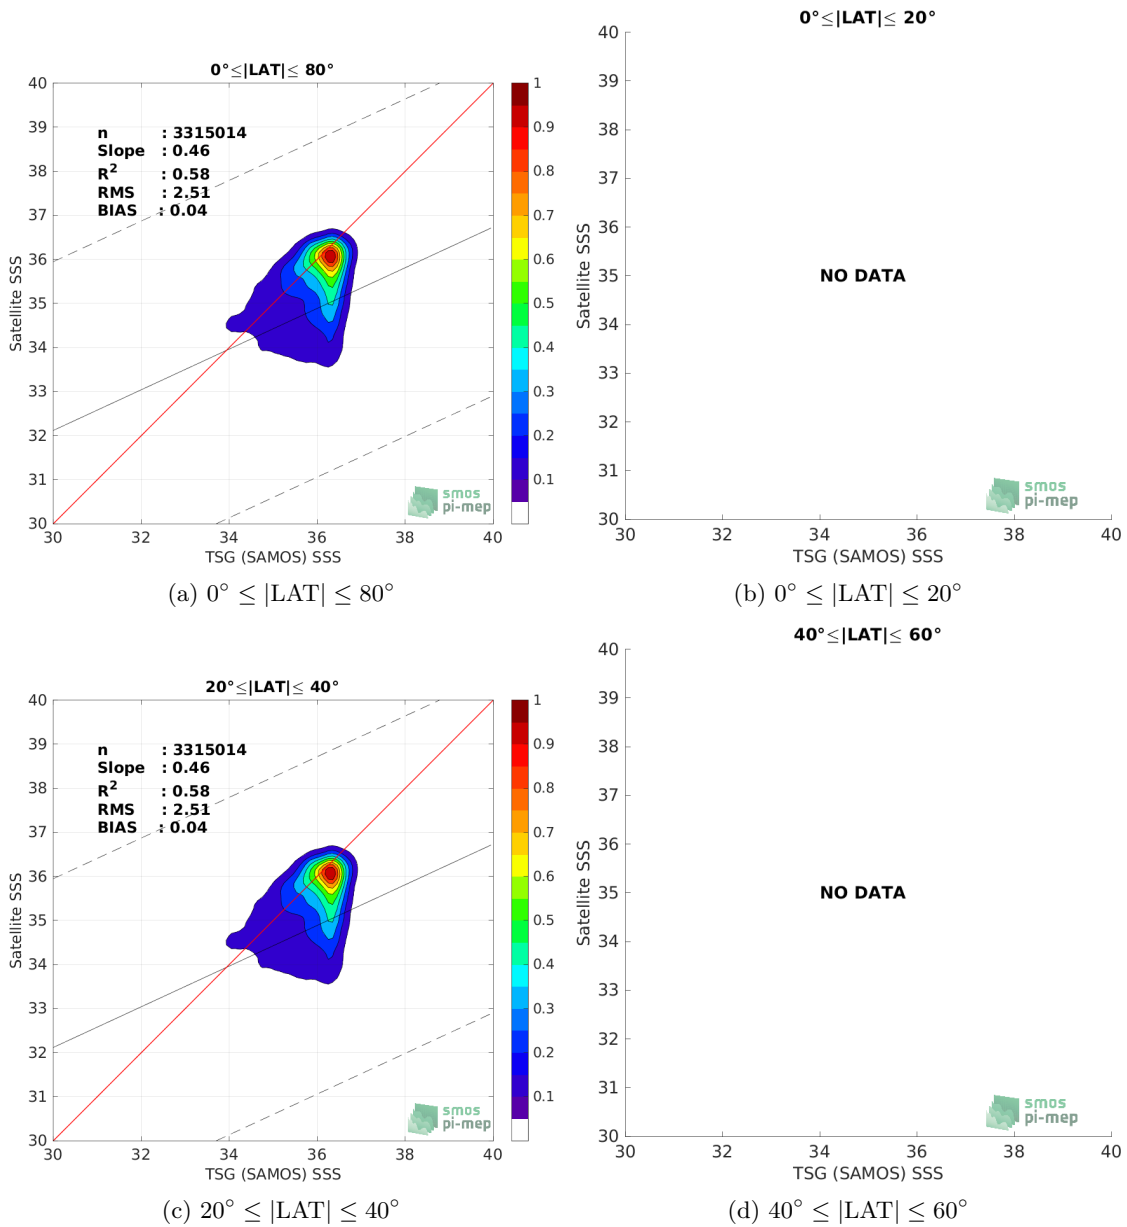 0°≤|LAT|≤ 80°
40
39
38
37
36
35
34
33
32
31
30
Satellite SSS
n : 3315014
Slope : 0.46
R² : 0.58
RMS : 2.51
BIAS : 0.04
1
0.9
0.8
0.7
0.6
0.5
0.4
0.3
0.2
0.1
smos
pi-mep
30 32 34 36 38 40
TSG (SAMOS) SSS
(a) 0° ≤ |LAT| ≤ 80°
0°≤|LAT|≤ 20°
40
39
38
37
36
35
34
33
32
31
30
Satellite SSS
NO DATA
smos
pi-mep
30 32 34 36 38 40
TSG (SAMOS) SSS
(b) 0° ≤ |LAT| ≤ 20°
20°≤|LAT|≤ 40°
40
39
38
37
36
35
34
33
32
31
30
Satellite SSS
n : 3315014
Slope : 0.46
R² : 0.58
RMS : 2.51
BIAS : 0.04
1
0.9
0.8
0.7
0.6
0.5
0.4
0.3
0.2
0.1
smos
pi-mep
30 32 34 36 38 40
TSG (SAMOS) SSS
(c) 20° ≤ |LAT| ≤ 40°
40°≤|LAT|≤ 60°
40
39
38
37
36
35
34
33
32
31
30
Satellite SSS
NO DATA
smos
pi-mep
30 32 34 36 38 40
TSG (SAMOS) SSS
(d) 40° ≤ |LAT| ≤ 60°